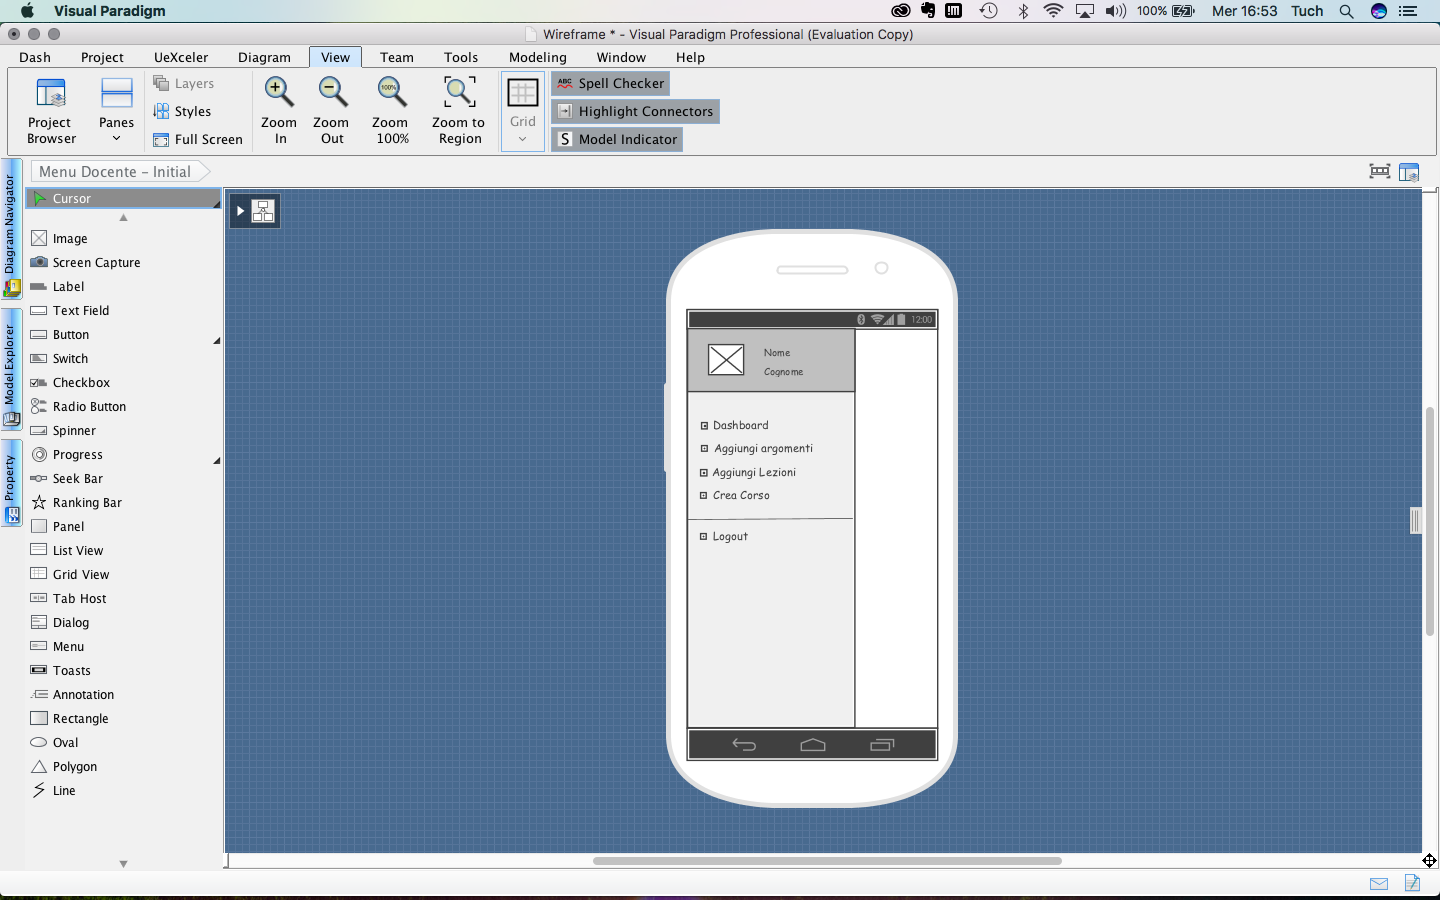 Visual Paradigm
100%
Mer 16:53
Tuch
Wireframe * - Visual Paradigm Professional (Evaluation Copy)
Dash
Project
UeXceler
Diagram
View
Team
Tools
Modeling
Window
Help
Project Browser
Panes
Layers
Styles
Full Screen
Zoom In
Zoom Out
100%
Zoom 100%
Zoom to Region
Grid
ABC
Spell Checker
Highlight Connectors
S
Model Indicator
Menu Docente - Initial
Diagram Navigator
Model Explorer
Property
Cursor
Image
Screen Capture
Label
Text Field
Button
Switch
Checkbox
Radio Button
Spinner
Progress
Seek Bar
Ranking Bar
Panel
List View
Grid View
Tab Host
Dialog
Menu
Toasts
Annotation
Rectangle
Oval
Polygon
Line
12:00
Nome
Cognome
Dashboard
Aggiungi argomenti
Aggiungi Lezioni
Crea Corso
Logout